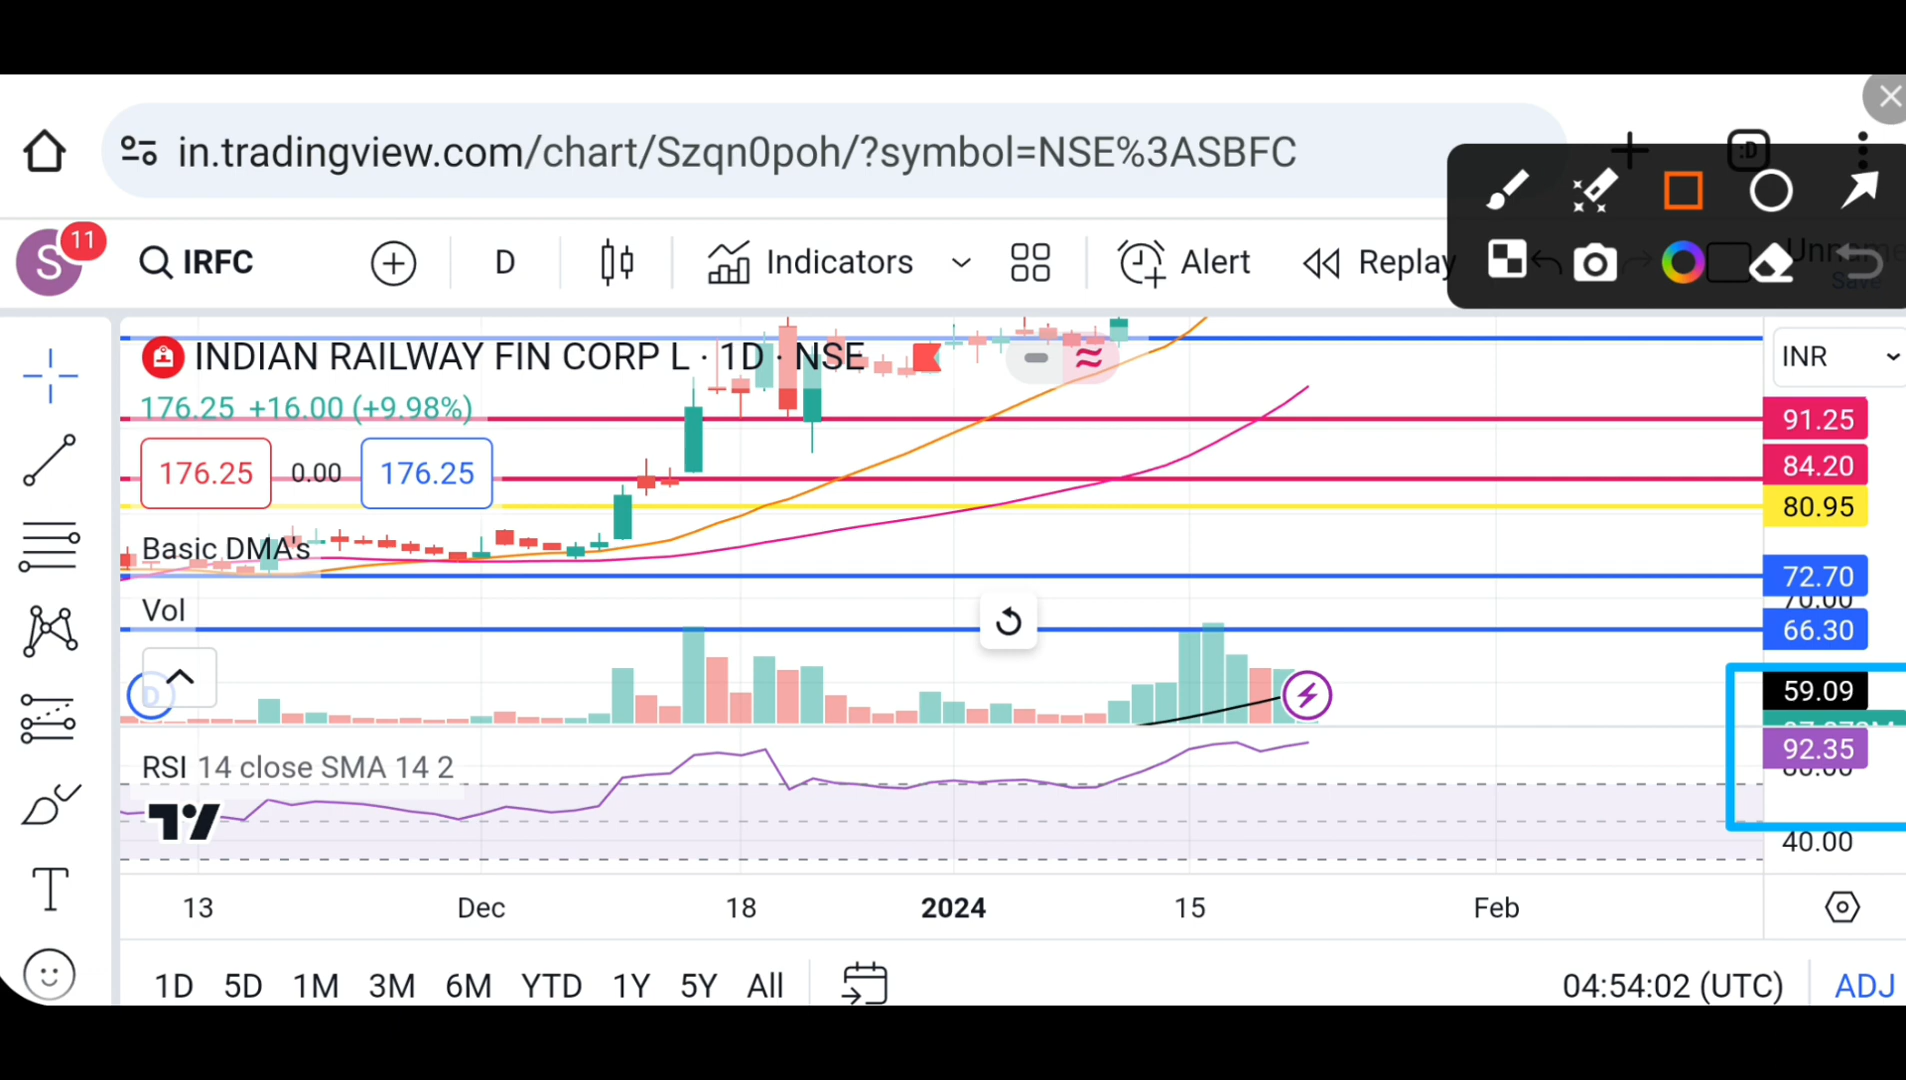 in.tradingview.com/chart/Szqn0poh/?symbol=NSE%3ASBFC
:D
S 11 IRFC D Indicators Alert Replay
Save
INDIAN RAILWAY FIN CORP L · 1D · NSE
INR
176.25 +16.00 (+9.98%)
91.25
176.25 0.00 176.25
84.20
80.95
Basic DMA's
72.70
70.00
Vol
66.30
D
59.09
92.35
RSI 14 close SMA 14 2
40.00
13 Dec 18 2024 15 Feb
1D 5D 1M 3M 6M YTD 1Y 5Y All 04:54:02 (UTC) ADJ